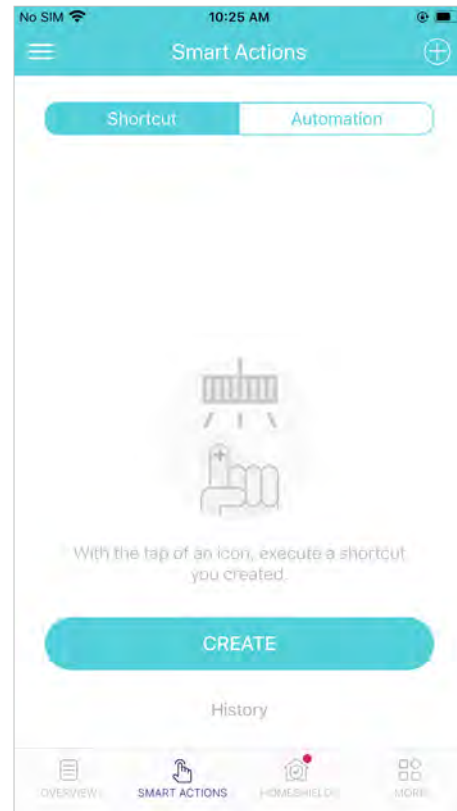 No SIM 10:25 AM
Smart Actions
Shortcut Automation
With the tap of an icon, execute a shortcut
you created.
CREATE
History
OVERVIEW SMART ACTIONS HOMESHIELD MORE